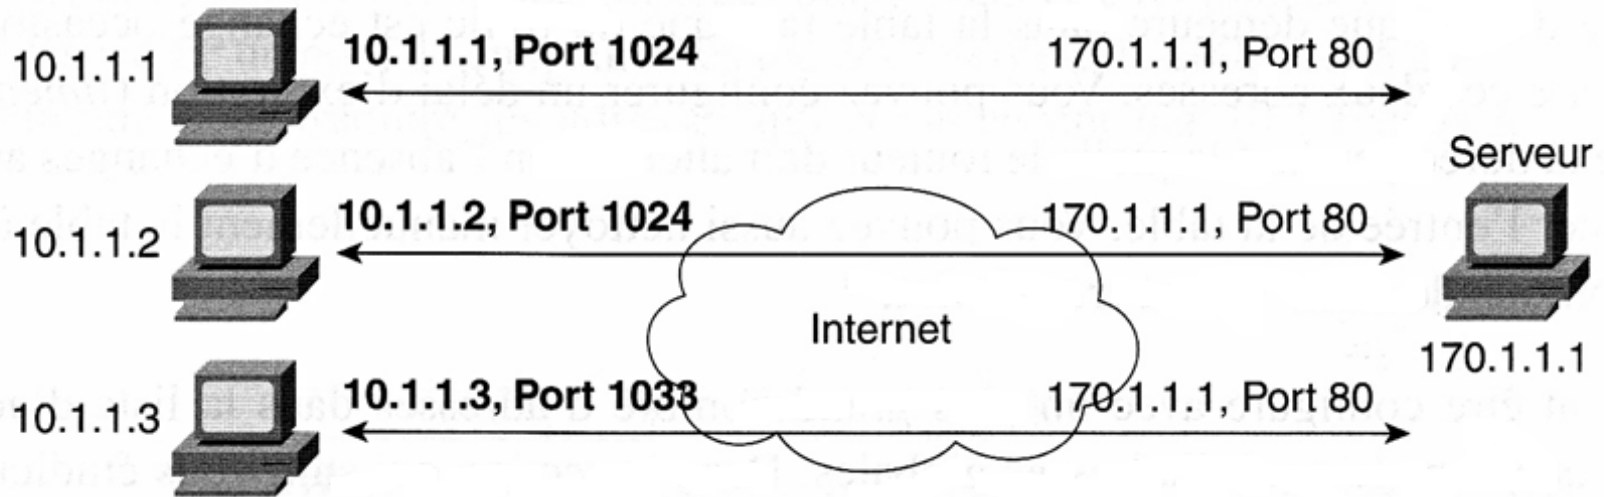 10.1.1.1
10.1.1.1, Port 1024
170.1.1.1, Port 80
Serveur
10.1.1.2
10.1.1.2, Port 1024
170.1.1.1, Port 80
Internet
170.1.1.1
10.1.1.3
10.1.1.3, Port 1033
170.1.1.1, Port 80